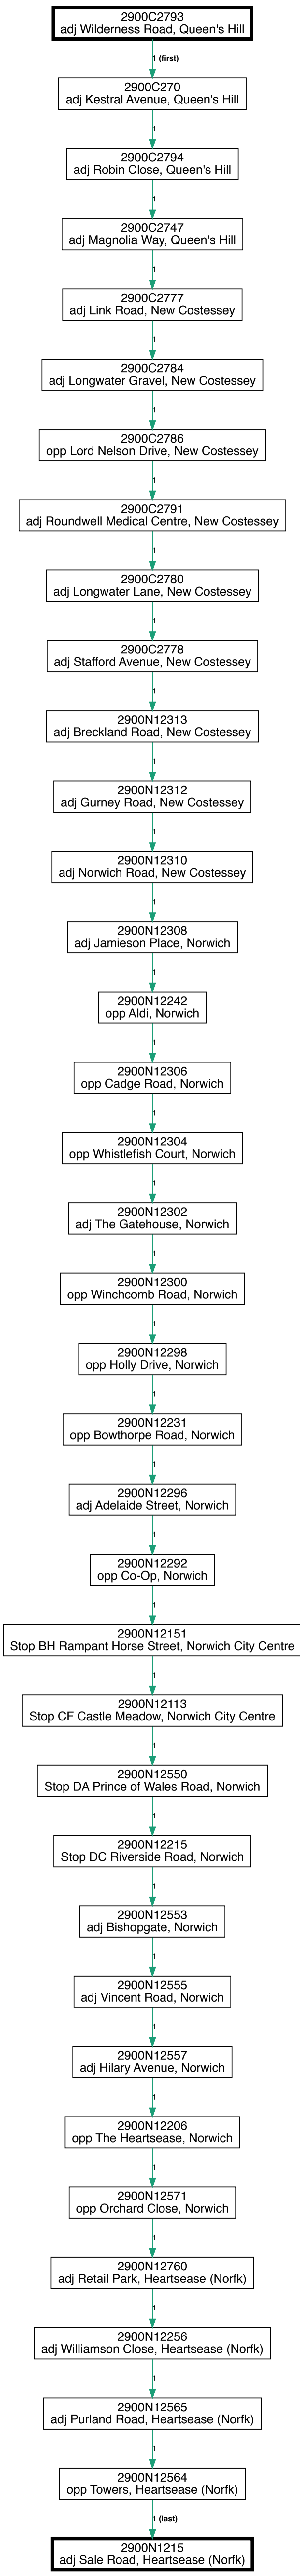 2900C2793
adj Wilderness Road, Queen's Hill
1 (first)
2900C270
adj Kestral Avenue, Queen's Hill
1
2900C2794
adj Robin Close, Queen's Hill
1
2900C2747
adj Magnolia Way, Queen's Hill
1
2900C2777
adj Link Road, New Costessey
1
2900C2784
adj Longwater Gravel, New Costessey
1
2900C2786
opp Lord Nelson Drive, New Costessey
1
2900C2791
adj Roundwell Medical Centre, New Costessey
1
2900C2780
adj Longwater Lane, New Costessey
1
2900C2778
adj Stafford Avenue, New Costessey
1
2900N12313
adj Breckland Road, New Costessey
1
2900N12312
adj Gurney Road, New Costessey
1
2900N12310
adj Norwich Road, New Costessey
1
2900N12308
adj Jamieson Place, Norwich
1
2900N12242
opp Aldi, Norwich
1
2900N12306
opp Cadge Road, Norwich
1
2900N12304
opp Whistlefish Court, Norwich
1
2900N12302
adj The Gatehouse, Norwich
1
2900N12300
opp Winchcomb Road, Norwich
1
2900N12298
opp Holly Drive, Norwich
1
2900N12231
opp Bowthorpe Road, Norwich
1
2900N12296
adj Adelaide Street, Norwich
1
2900N12292
opp Co-Op, Norwich
1
2900N12151
Stop BH Rampant Horse Street, Norwich City Centre
1
2900N12113
Stop CF Castle Meadow, Norwich City Centre
1
2900N12550
Stop DA Prince of Wales Road, Norwich
1
2900N12215
Stop DC Riverside Road, Norwich
1
2900N12553
adj Bishopgate, Norwich
1
2900N12555
adj Vincent Road, Norwich
1
2900N12557
adj Hilary Avenue, Norwich
1
2900N12206
opp The Heartsease, Norwich
1
2900N12571
opp Orchard Close, Norwich
1
2900N12760
adj Retail Park, Heartsease (Norfk)
1
2900N12256
adj Williamson Close, Heartsease (Norfk)
1
2900N12565
adj Purland Road, Heartsease (Norfk)
1
2900N12564
opp Towers, Heartsease (Norfk)
1 (last)
2900N1215
adj Sale Road, Heartsease (Norfk)